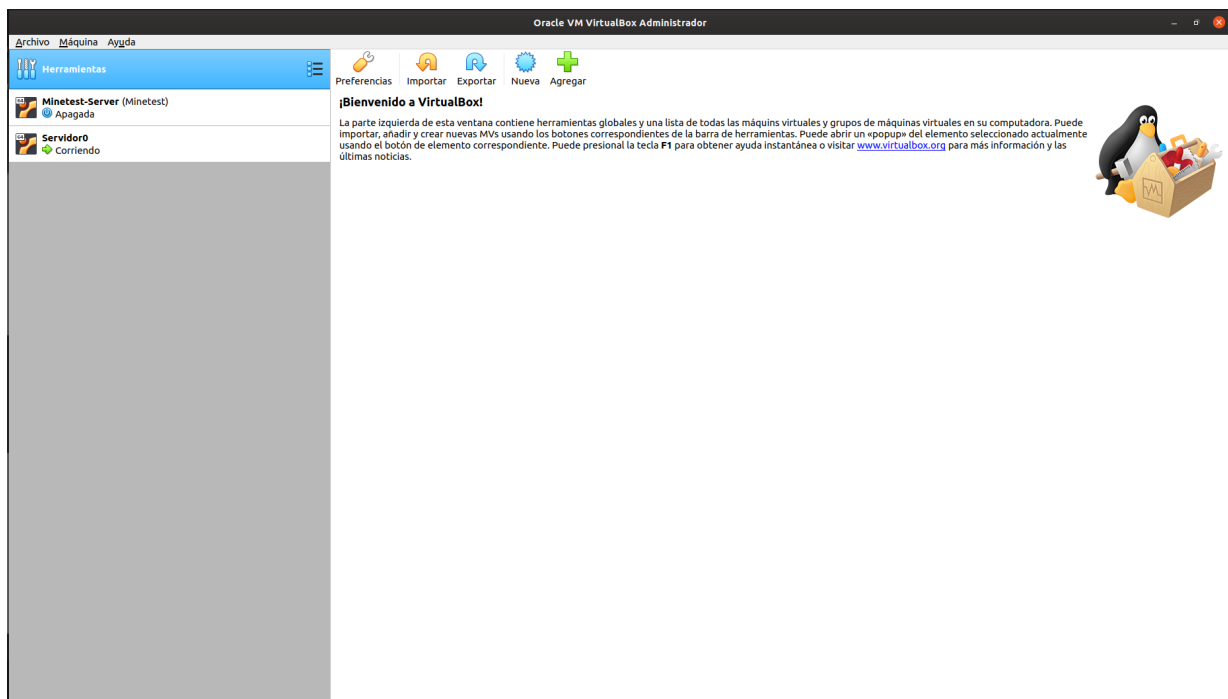 Oracle VM VirtualBox Administrador
Archivo Máquina Ayuda
Herramientas
Preferencias Importar Exportar Nueva Agregar
Minetest-Server (Minetest)
Apagada
Servidor0
Corriendo
¡Bienvenido a VirtualBox!
La parte izquierda de esta ventana contiene herramientas globales y una lista de todas las máquins virtuales y grupos de máquinas virtuales en su computadora. Puede
importar, añadir y crear nuevas MVs usando los botones correspondientes de la barra de herramientas. Puede abrir un «popup» del elemento seleccionado actualmente
usando el botón de elemento correspondiente. Puede presional la tecla F1 para obtener ayuda instantánea o visitar www.virtualbox.org para más información y las
últimas noticias.